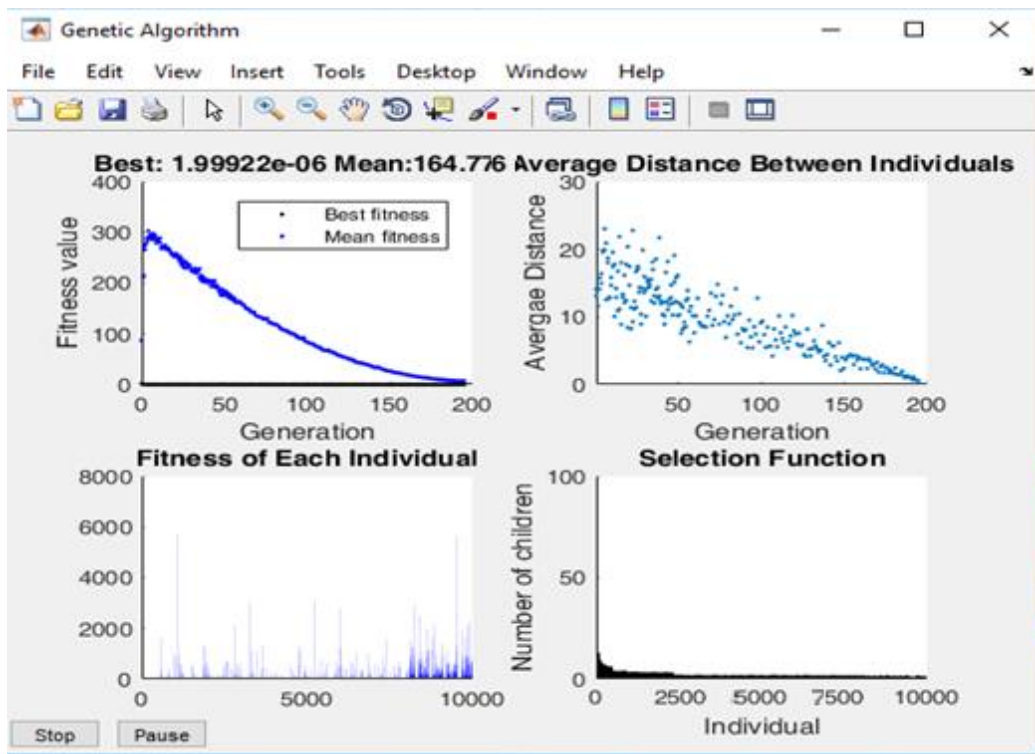 Genetic Algorithm
File Edit View Insert Tools Desktop Window Help
Best: 1.99922e-06 Mean:164.776
Average Distance Between Individuals
400
300
200
100
0
Fitness value
Best fitness
Mean fitness
0 50 100 150 200
Generation
30
20
10
0
Avergae Distance
50 100 150 200
Generation
Fitness of Each Individual
8000
6000
4000
2000
0
0 5000 10000
Selection Function
100
50
0
Number of children
0 2500 5000 7500 10000
Individual
Stop Pause